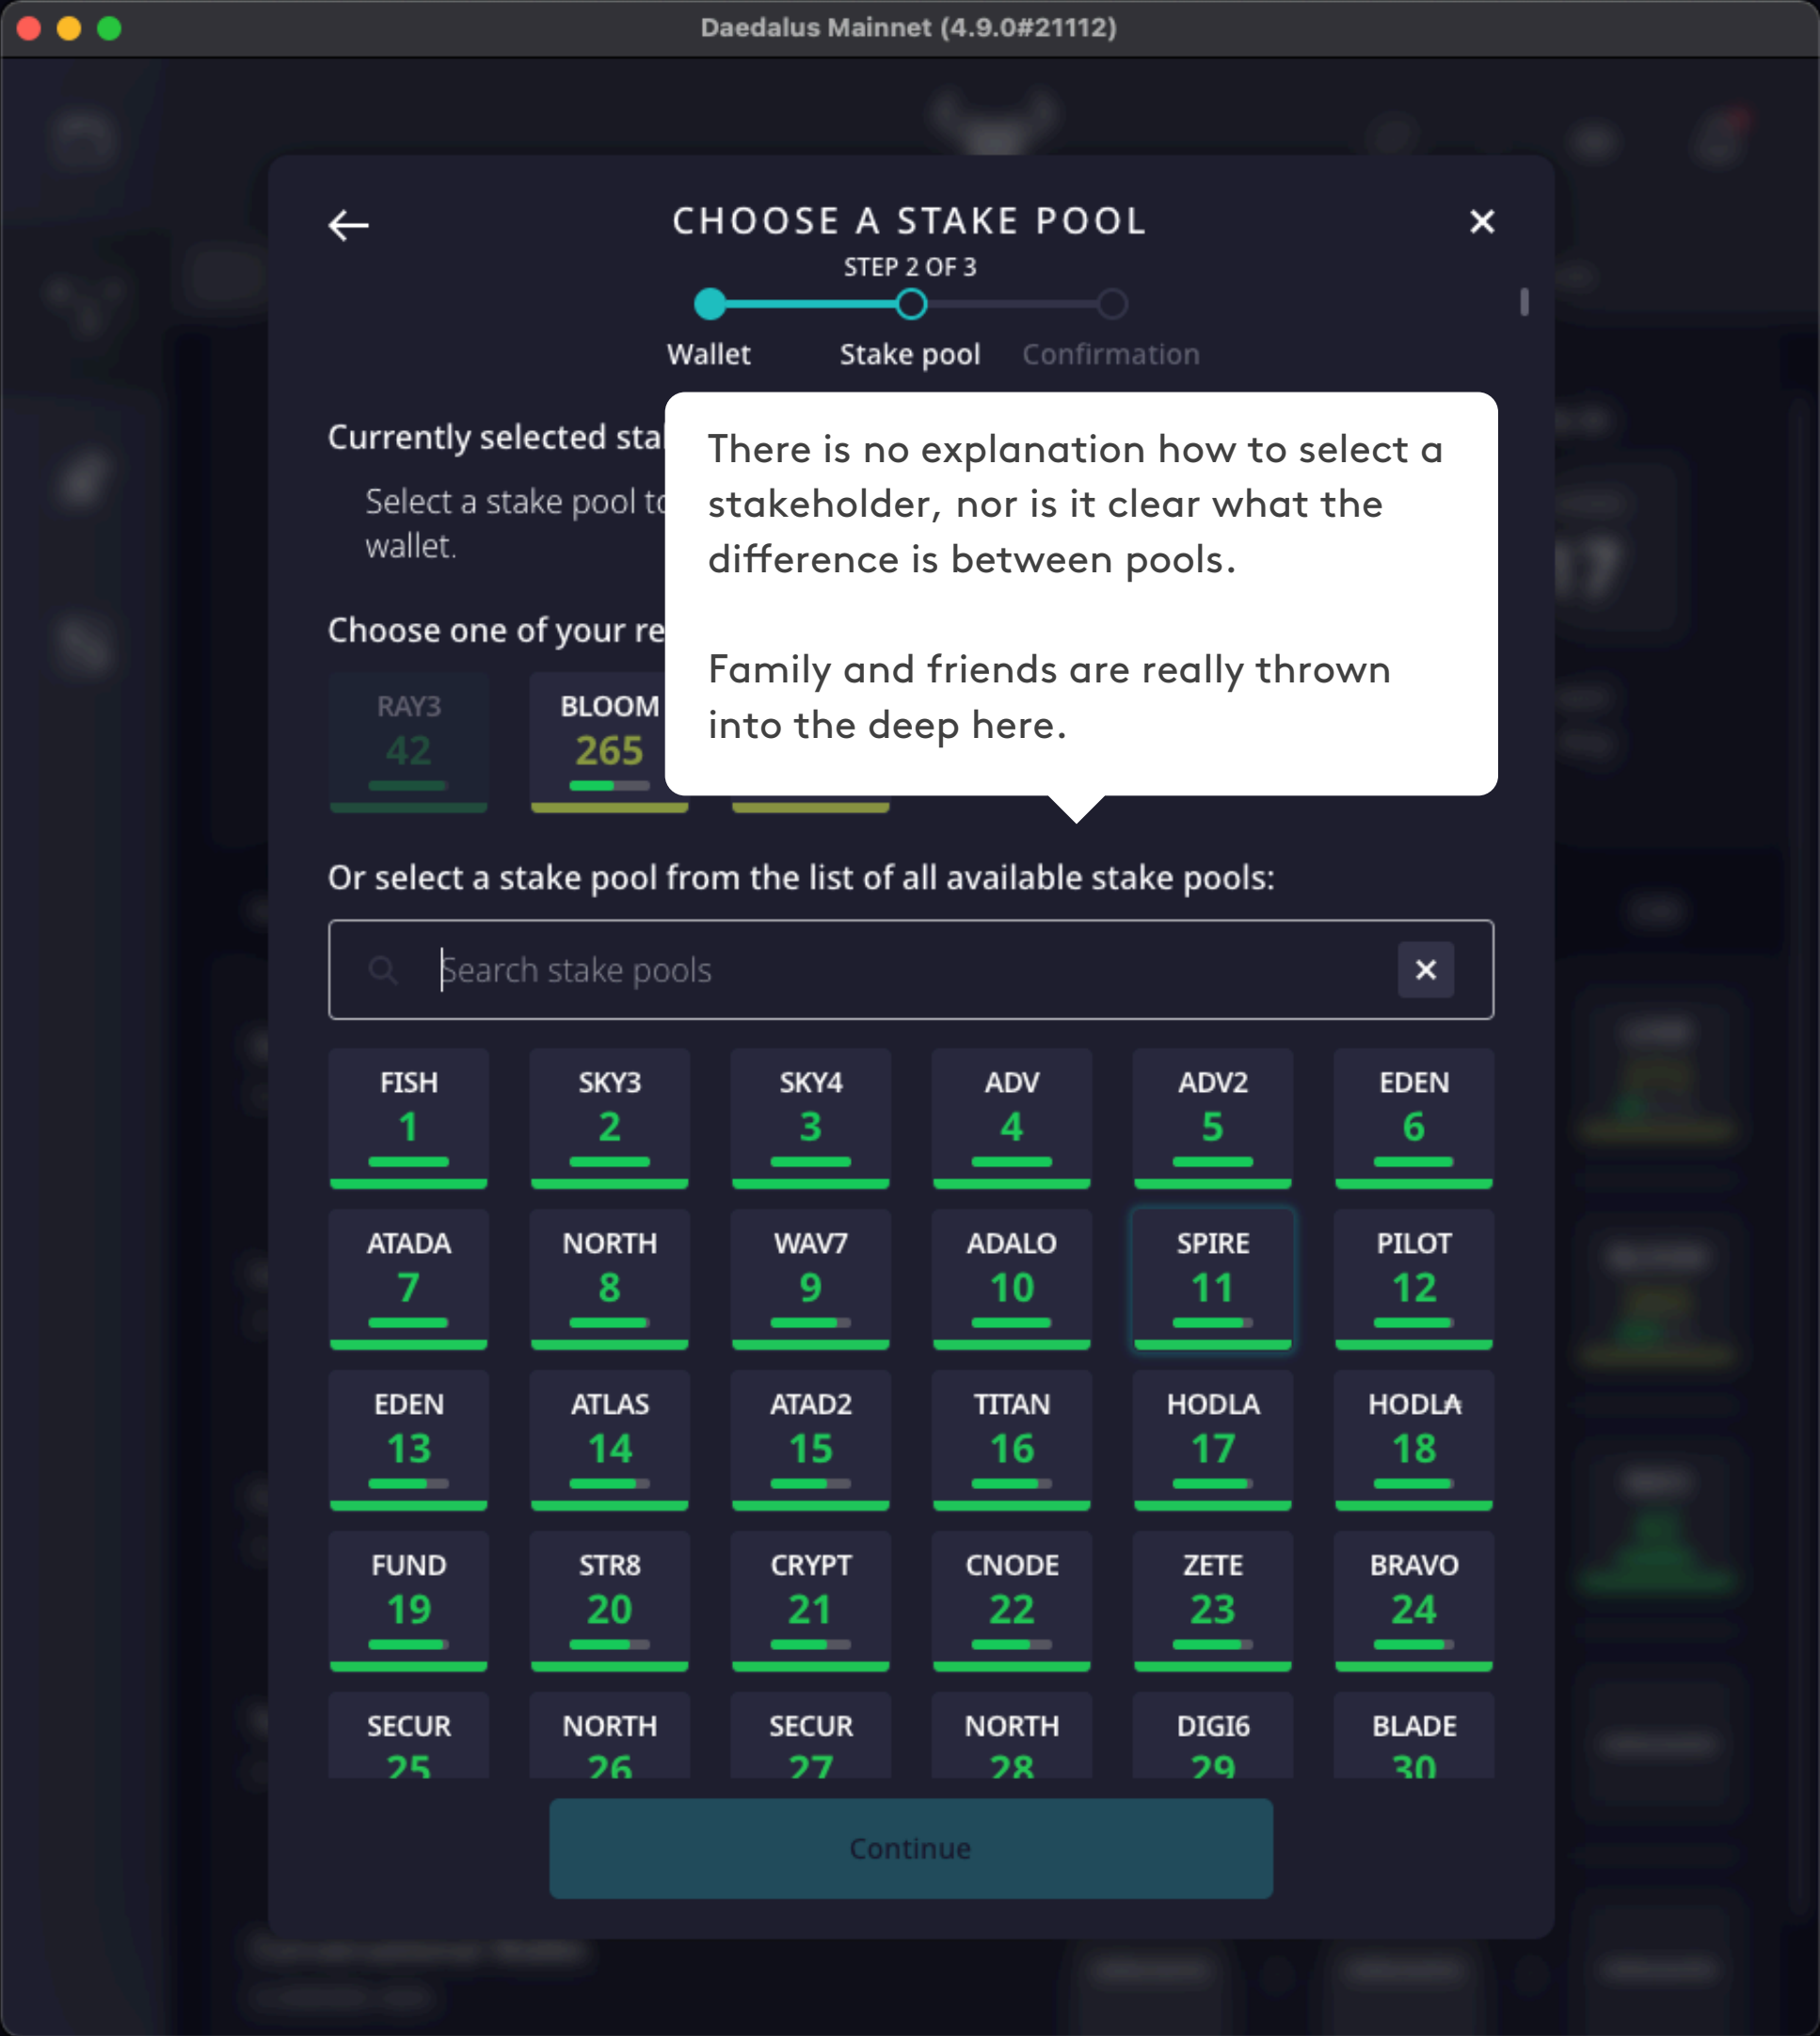 Daedalus Mainnet (4.9.0#21112)
CHOOSE A STAKE POOL
STEP 2 OF 3
Wallet Stake pool Confirmation
Currently selected
Select a stake pool
wallet.
Choose one of your
There is no explanation how to select a
stakeholder, nor is it clear what the
difference is between pools.
Family and friends are really thrown
into the deep here.
RAY3 BLOOM
42 265
Or select a stake pool from the list of all available stake pools:
Search stake pools
FISH SKY3 SKY4 ADV ADV2 EDEN
1 2 3 4 5 6
ATADA NORTH WAV7 ADALO SPIRE PILOT
7 8 9 10 11 12
EDEN ATLAS ATAD2 TITAN HODLA HODL₳
13 14 15 16 17 18
FUND STR8 CRYPT CNODE ZETE BRAVO
19 20 21 22 23 24
SECUR NORTH SECUR NORTH DIGI6 BLADE
25 26 27 28 29 30
Continue